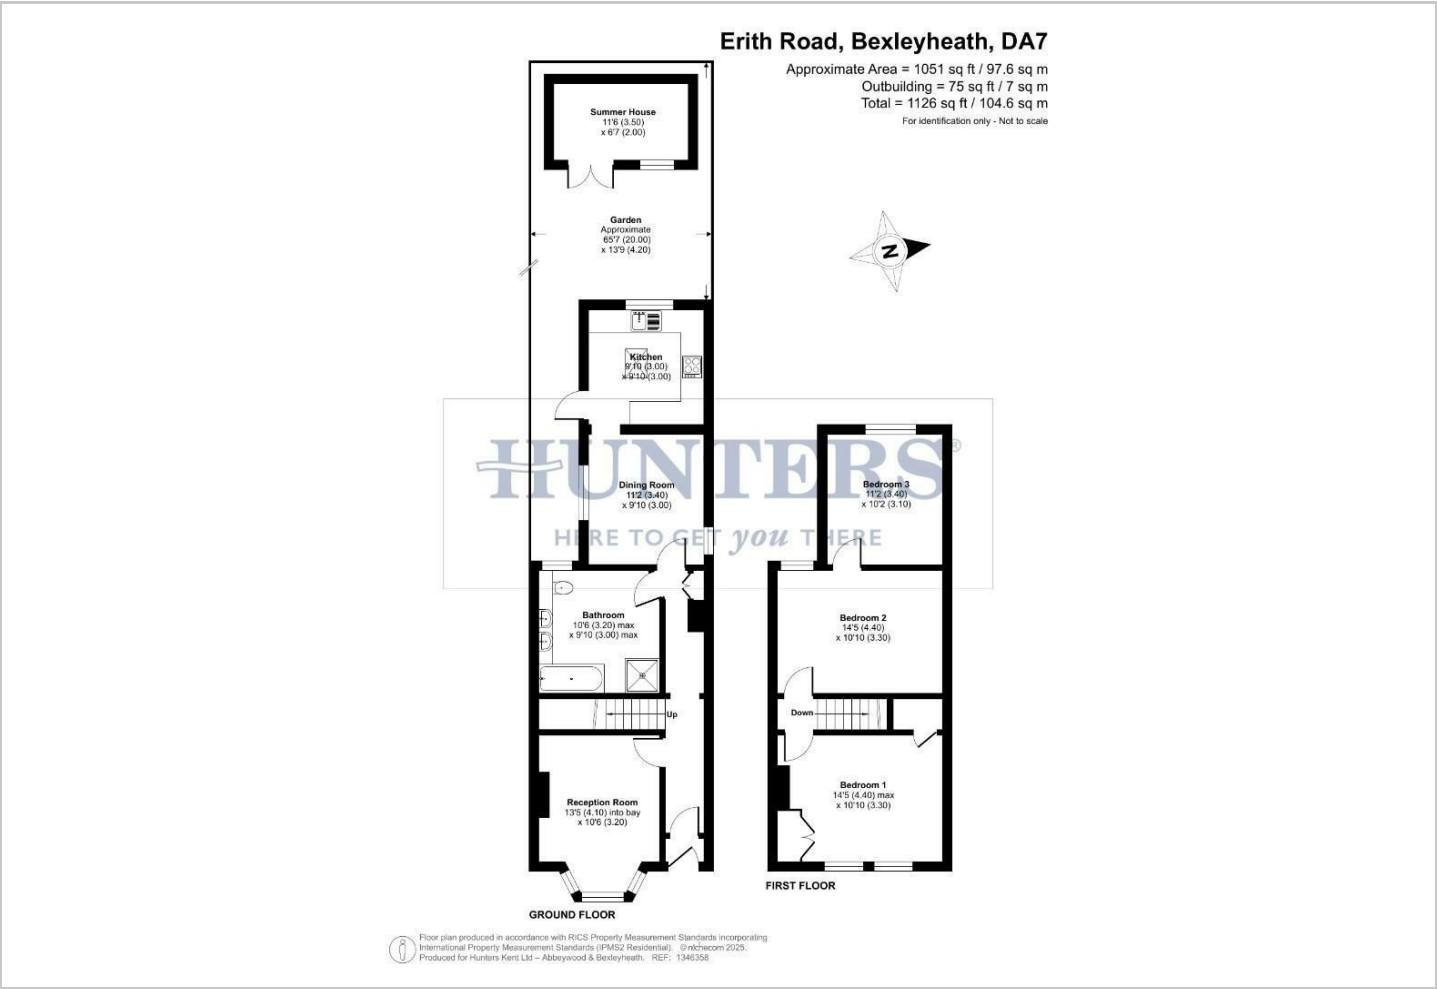 Erith Road, Bexleyheath, DA7
Approximate Area = 1051 sq ft / 97.6 sq m
Outbuilding = 75 sq ft / 7 sq m
Total = 1126 sq ft / 104.6 sq m
For identification only - Not to scale
Summer House
11'6 (3.50)
x 6'7 (2.00)
Garden
Approximate
65'7 (20.00)
x 13'9 (4.20)
N
Kitchen
9'10 (3.00)
x 9'10 (3.00)
HUNTERS®
HERE TO GET you THERE
Dining Room
11'2 (3.40)
x 9'10 (3.00)
Bedroom 3
11'2 (3.40)
x 10'2 (3.10)
Bathroom
10'6 (3.20) max
x 9'10 (3.00) max
Bedroom 2
14'5 (4.40)
x 10'10 (3.30)
Up
Down
Reception Room
13'5 (4.10) into bay
x 10'6 (3.20)
Bedroom 1
14'5 (4.40) max
x 10'10 (3.30)
FIRST FLOOR
GROUND FLOOR
Floor plan produced in accordance with RICS Property Measurement Standards incorporating
International Property Measurement Standards (IPMS2 Residential). © nichecom 2025.
Produced for Hunters Kent Ltd – Abbeywood & Bexleyheath. REF: 1346358